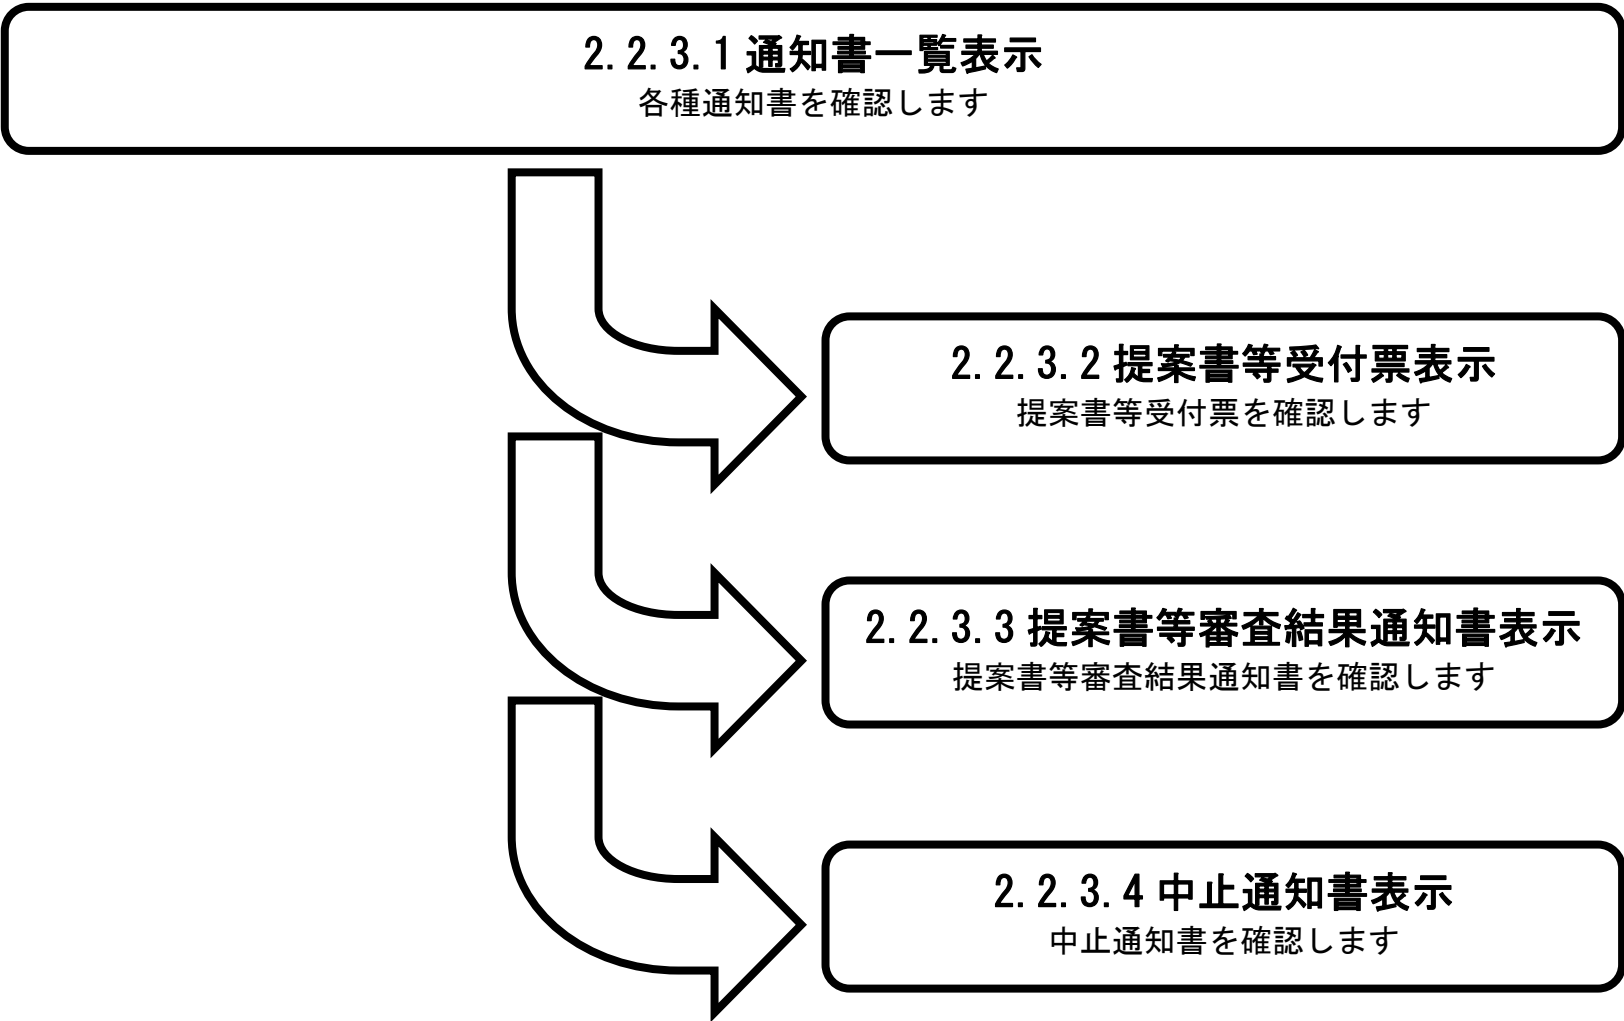 2.2.3.1 通知書一覧表示
各種通知書を確認します
2.2.3.2 提案書等受付票表示
提案書等受付票を確認します
2.2.3.3 提案書等審査結果通知書表示
提案書等審査結果通知書を確認します
2.2.3.4 中止通知書表示
中止通知書を確認します